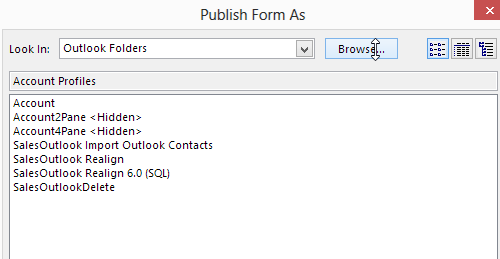 Publish Form As
Look In: Outlook Folders Browse...
Account Profiles
Account
Account2Pane <Hidden>
Account4Pane <Hidden>
SalesOutlook Import Outlook Contacts
SalesOutlook Realign
SalesOutlook Realign 6.0 (SQL)
SalesOutlookDelete